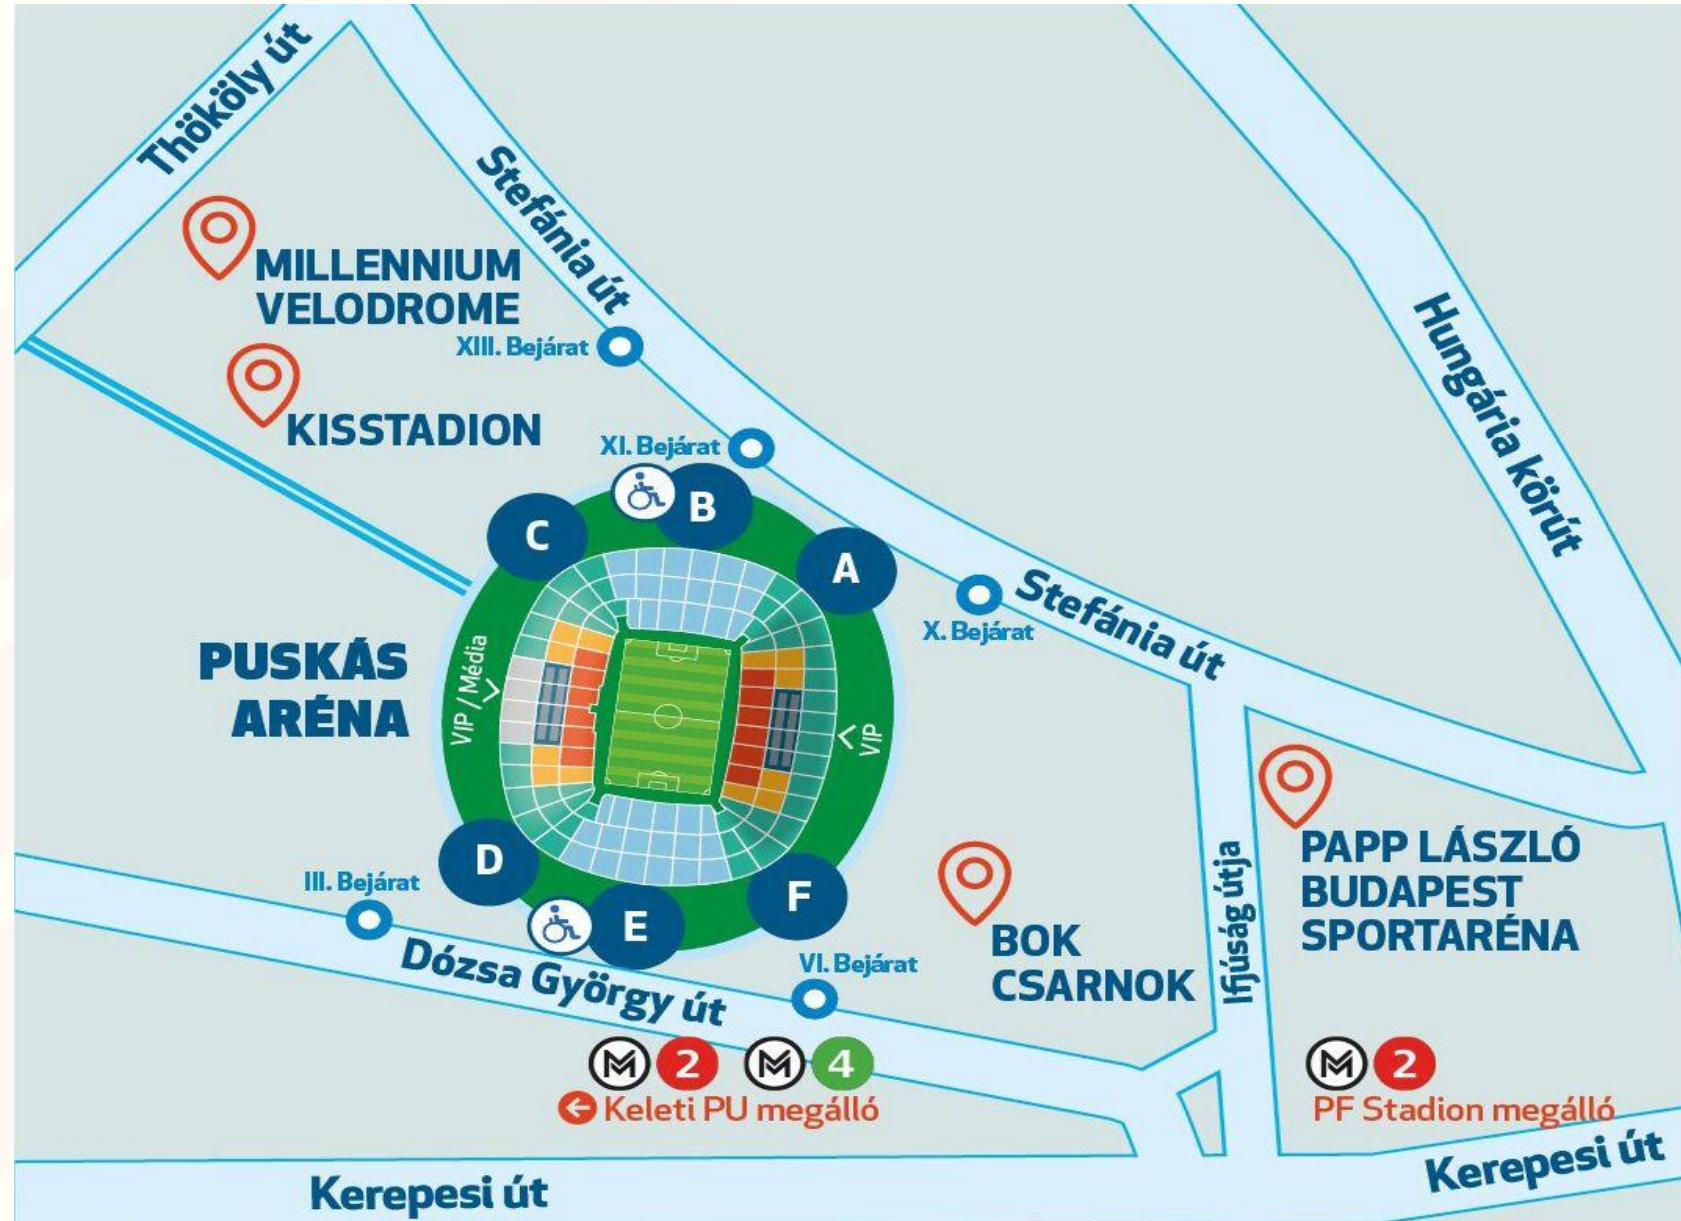 Thököly út
Stefánia út
MILLENNIUM
VELODROME
XIII. Bejárat
Hungária körút
KISSTADION
XI. Bejárat
B
C
A
Stefánia út
X. Bejárat
PUSKÁS
ARÉNA
VIP / Média
VIP
PAPP LÁSZLÓ
BUDAPEST
SPORTARÉNA
Ifjúság útja
D
III. Bejárat
F
E
BOK
CSARNOK
VI. Bejárat
Dózsa György út
M 2 M 4
Keleti PU megálló
M 2
PF Stadion megálló
Kerepesi út
Kerepesi út